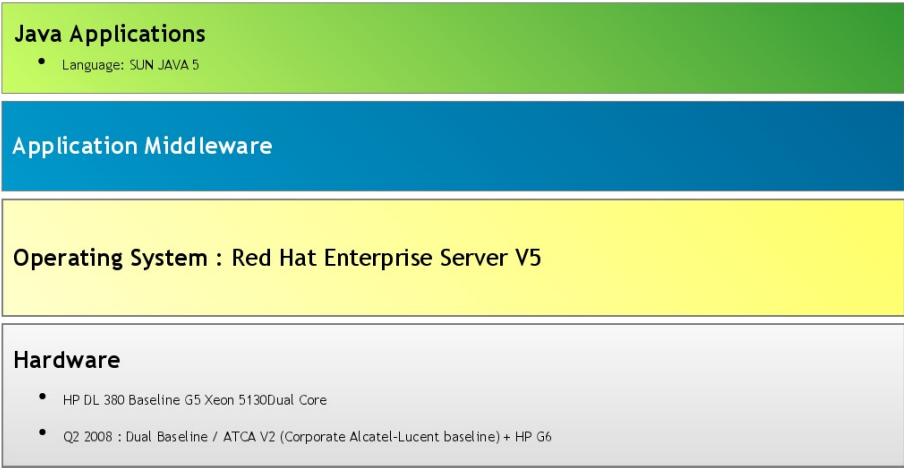 Java Applications
• Language: SUN JAVA 5
Application Middleware
Operating System : Red Hat Enterprise Server V5
Hardware
• HP DL 380 Baseline G5 Xeon 5130Dual Core
• Q2 2008 : Dual Baseline / ATCA V2 (Corporate Alcatel-Lucent baseline) + HP G6